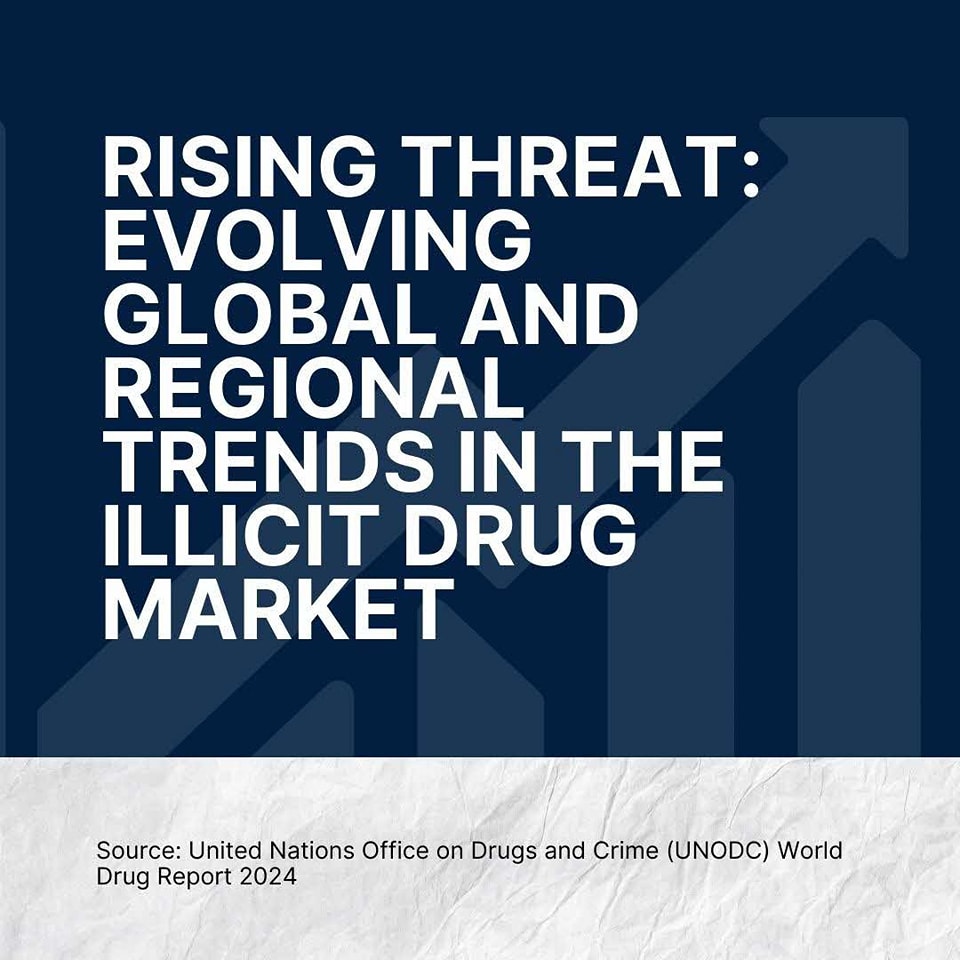 RISING THREAT:
EVOLVING
GLOBAL AND
REGIONAL
TRENDS IN THE
ILLICIT DRUG
MARKET
Source: United Nations Office on Drugs and Crime (UNODC) World
Drug Report 2024